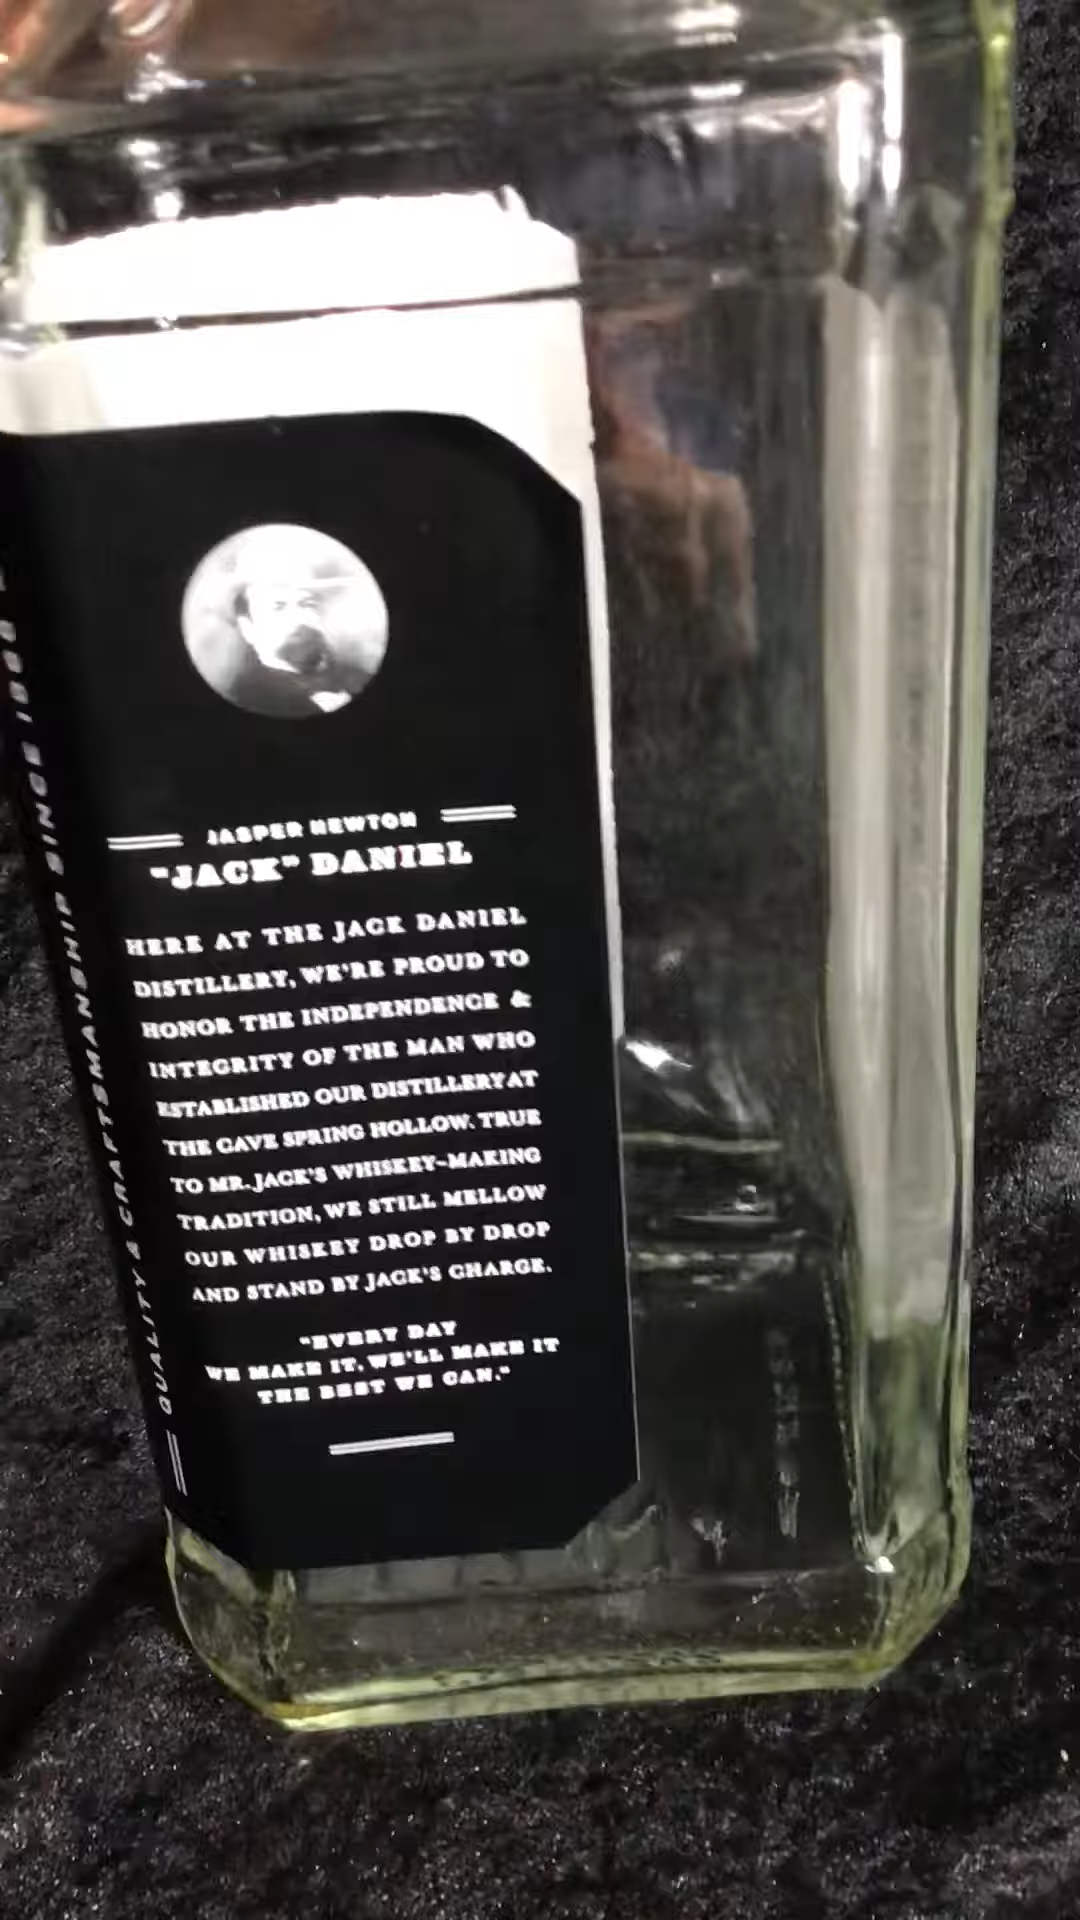 JASPER NEWTON
"JACK" DANIEL
HERE AT THE JACK DANIEL
DISTILLERY, WE'RE PROUD TO
HONOR THE INDEPENDENCE &
INTEGRITY OF THE MAN WHO
ESTABLISHED OUR DISTILLERY AT
THE CAVE SPRING HOLLOW. TRUE
TO MR. JACK'S WHISKEY-MAKING
TRADITION, WE STILL MELLOW
OUR WHISKEY DROP BY DROP
AND STAND BY JACK'S CHARGE,
"EVERY DAY
WE MAKE IT, WE'LL MAKE IT
THE BEST WE CAN."
QUALITY & CRAFTSMANSHIP SINCE 1866